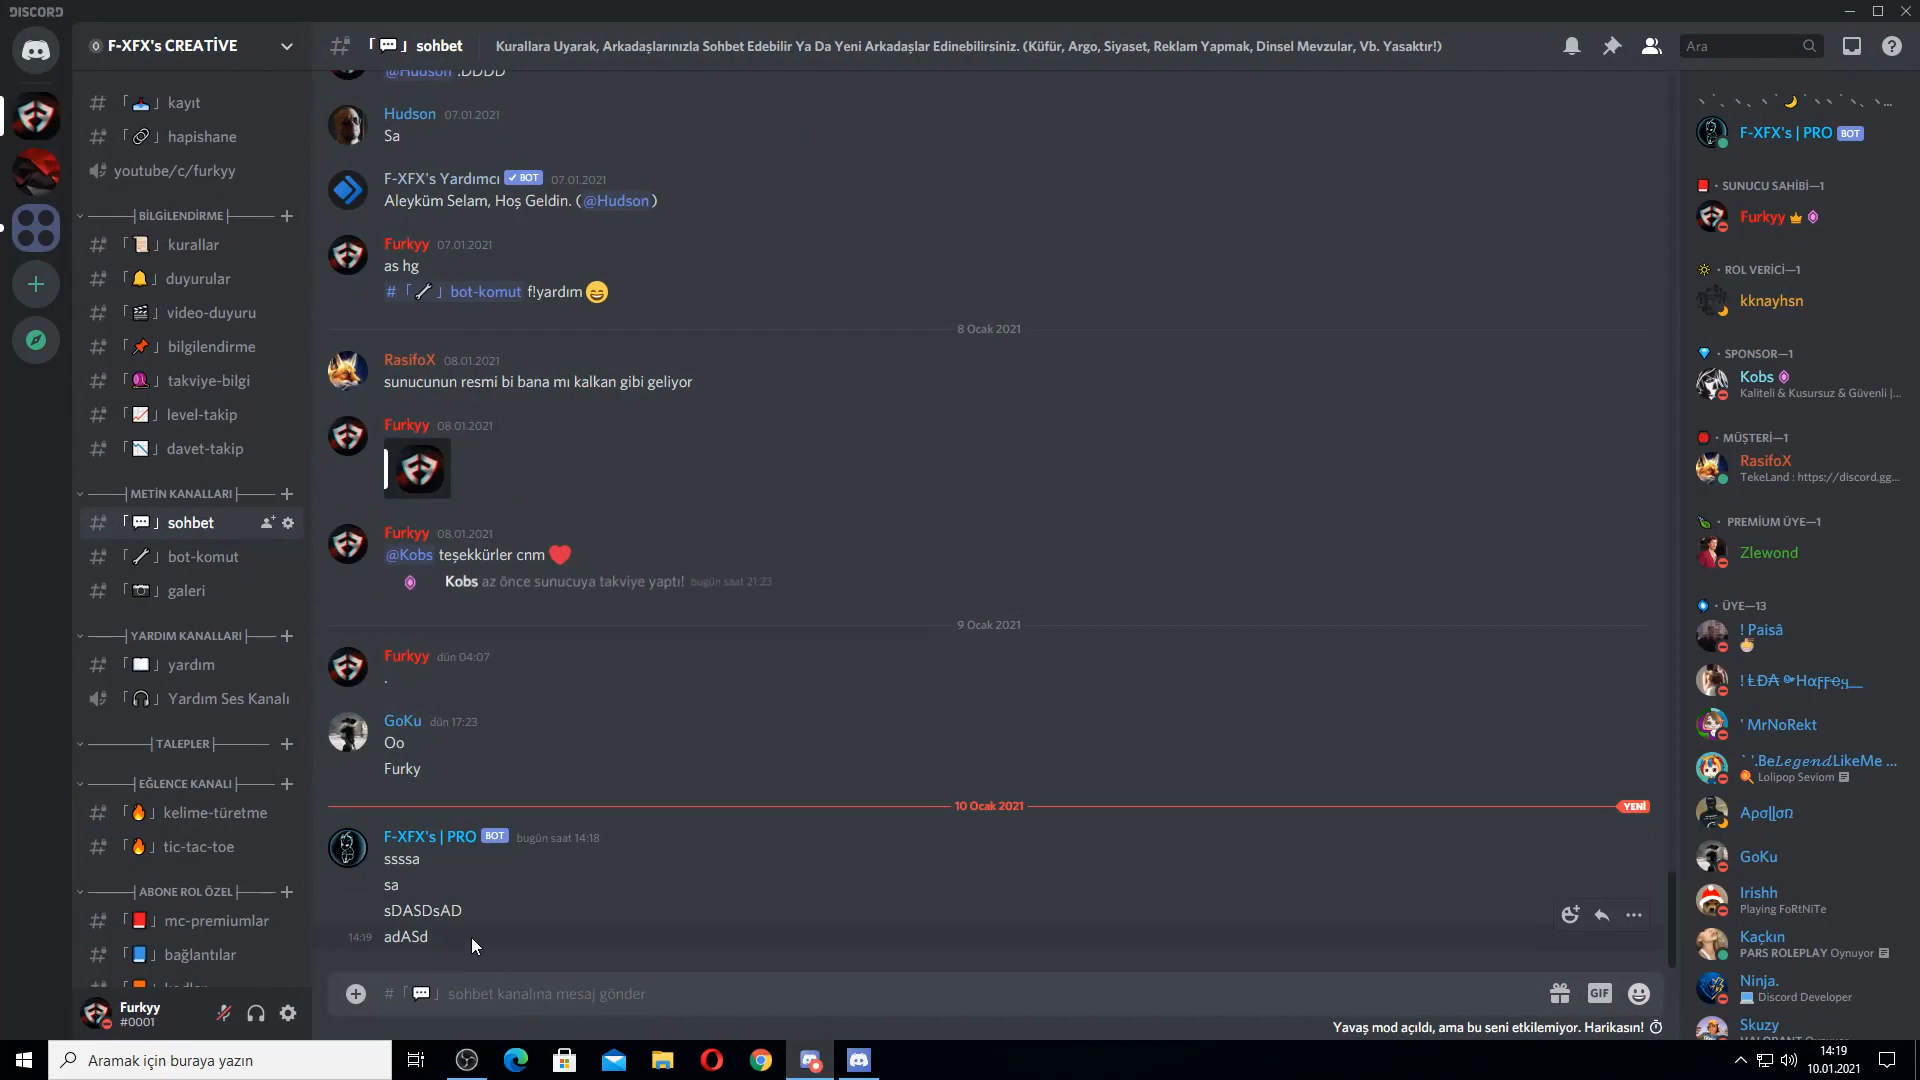 DISCORD
F-XFX's CREATİVE
「💬」 sohbet
Kurallara Uyarak, Arkadaşlarınızla Sohbet Edebilir Ya Da Yeni Arkadaşlar Edinebilirsiniz. (Küfür, Argo, Siyaset, Reklam Yapmak, Dinsel Mevzular, Vb. Yasaktır!)
Ara
「」 kayıt
「」 hapishane
youtube/c/furkyy
———┤BİLGİLENDİRME├———
「」 kurallar
「」 duyurular
「」 video-duyuru
「」 bilgilendirme
「」 takviye-bilgi
「」 level-takip
「」 davet-takip
———┤METİN KANALLARI├———
「💬」 sohbet
「」 bot-komut
「」 galeri
———┤YARDIM KANALLARI├———
「」 yardım
「」 Yardım Ses Kanalı
———┤TALEPLER├———
———┤EĞLENCE KANALI├———
「」 kelime-türetme
「」 tic-tac-toe
———┤ABONE ROL ÖZEL├———
「」 mc-premiumlar
「」 bağlantılar
Furkyy
#0001
@Hudson .DDDD
Hudson 07.01.2021
Sa
F-XFX's Yardımcı ✓ BOT 07.01.2021
Aleyküm Selam, Hoş Geldin. (@Hudson)
Furkyy 07.01.2021
as hg
# 「」 bot-komut f!yardım 😄
8 Ocak 2021
RasifoX 08.01.2021
sunucunun resmi bi bana mı kalkan gibi geliyor
Furkyy 08.01.2021
Furkyy 08.01.2021
@Kobs teşekkürler cnm ❤
Kobs az önce sunucuya takviye yaptı! bugün saat 21:23
9 Ocak 2021
Furkyy dün 04:07
.
GoKu dün 17:23
Oo
Furky
10 Ocak 2021
YENİ
F-XFX's | PRO BOT bugün saat 14:18
ssssa
sa
sDASDsAD
14:19 adASd
# 「💬」 sohbet kanalına mesaj gönder
GIF
Yavaş mod açıldı, ama bu seni etkilemiyor. Harikasın!
F-XFX's | PRO BOT
· SUNUCU SAHİBİ—1
Furkyy
· ROL VERİCİ—1
kknayhsn
· SPONSOR—1
Kobs
Kaliteli & Kusursuz & Güvenli |...
· MÜŞTERİ—1
RasifoX
TekeLand : https://discord.gg...
· PREMİUM ÜYE—1
Zlewond
· ÜYE—13
! Paisâ
' MrNoRekt
` '.BeLegendLikeMe ...
Lolipop Seviom
GoKu
Irishh
Playing FoRtNiTe
Kaçkın
PARS ROLEPLAY Oynuyor
Ninja.
Discord Developer
Skuzy
Aramak için buraya yazın
14:19
10.01.2021